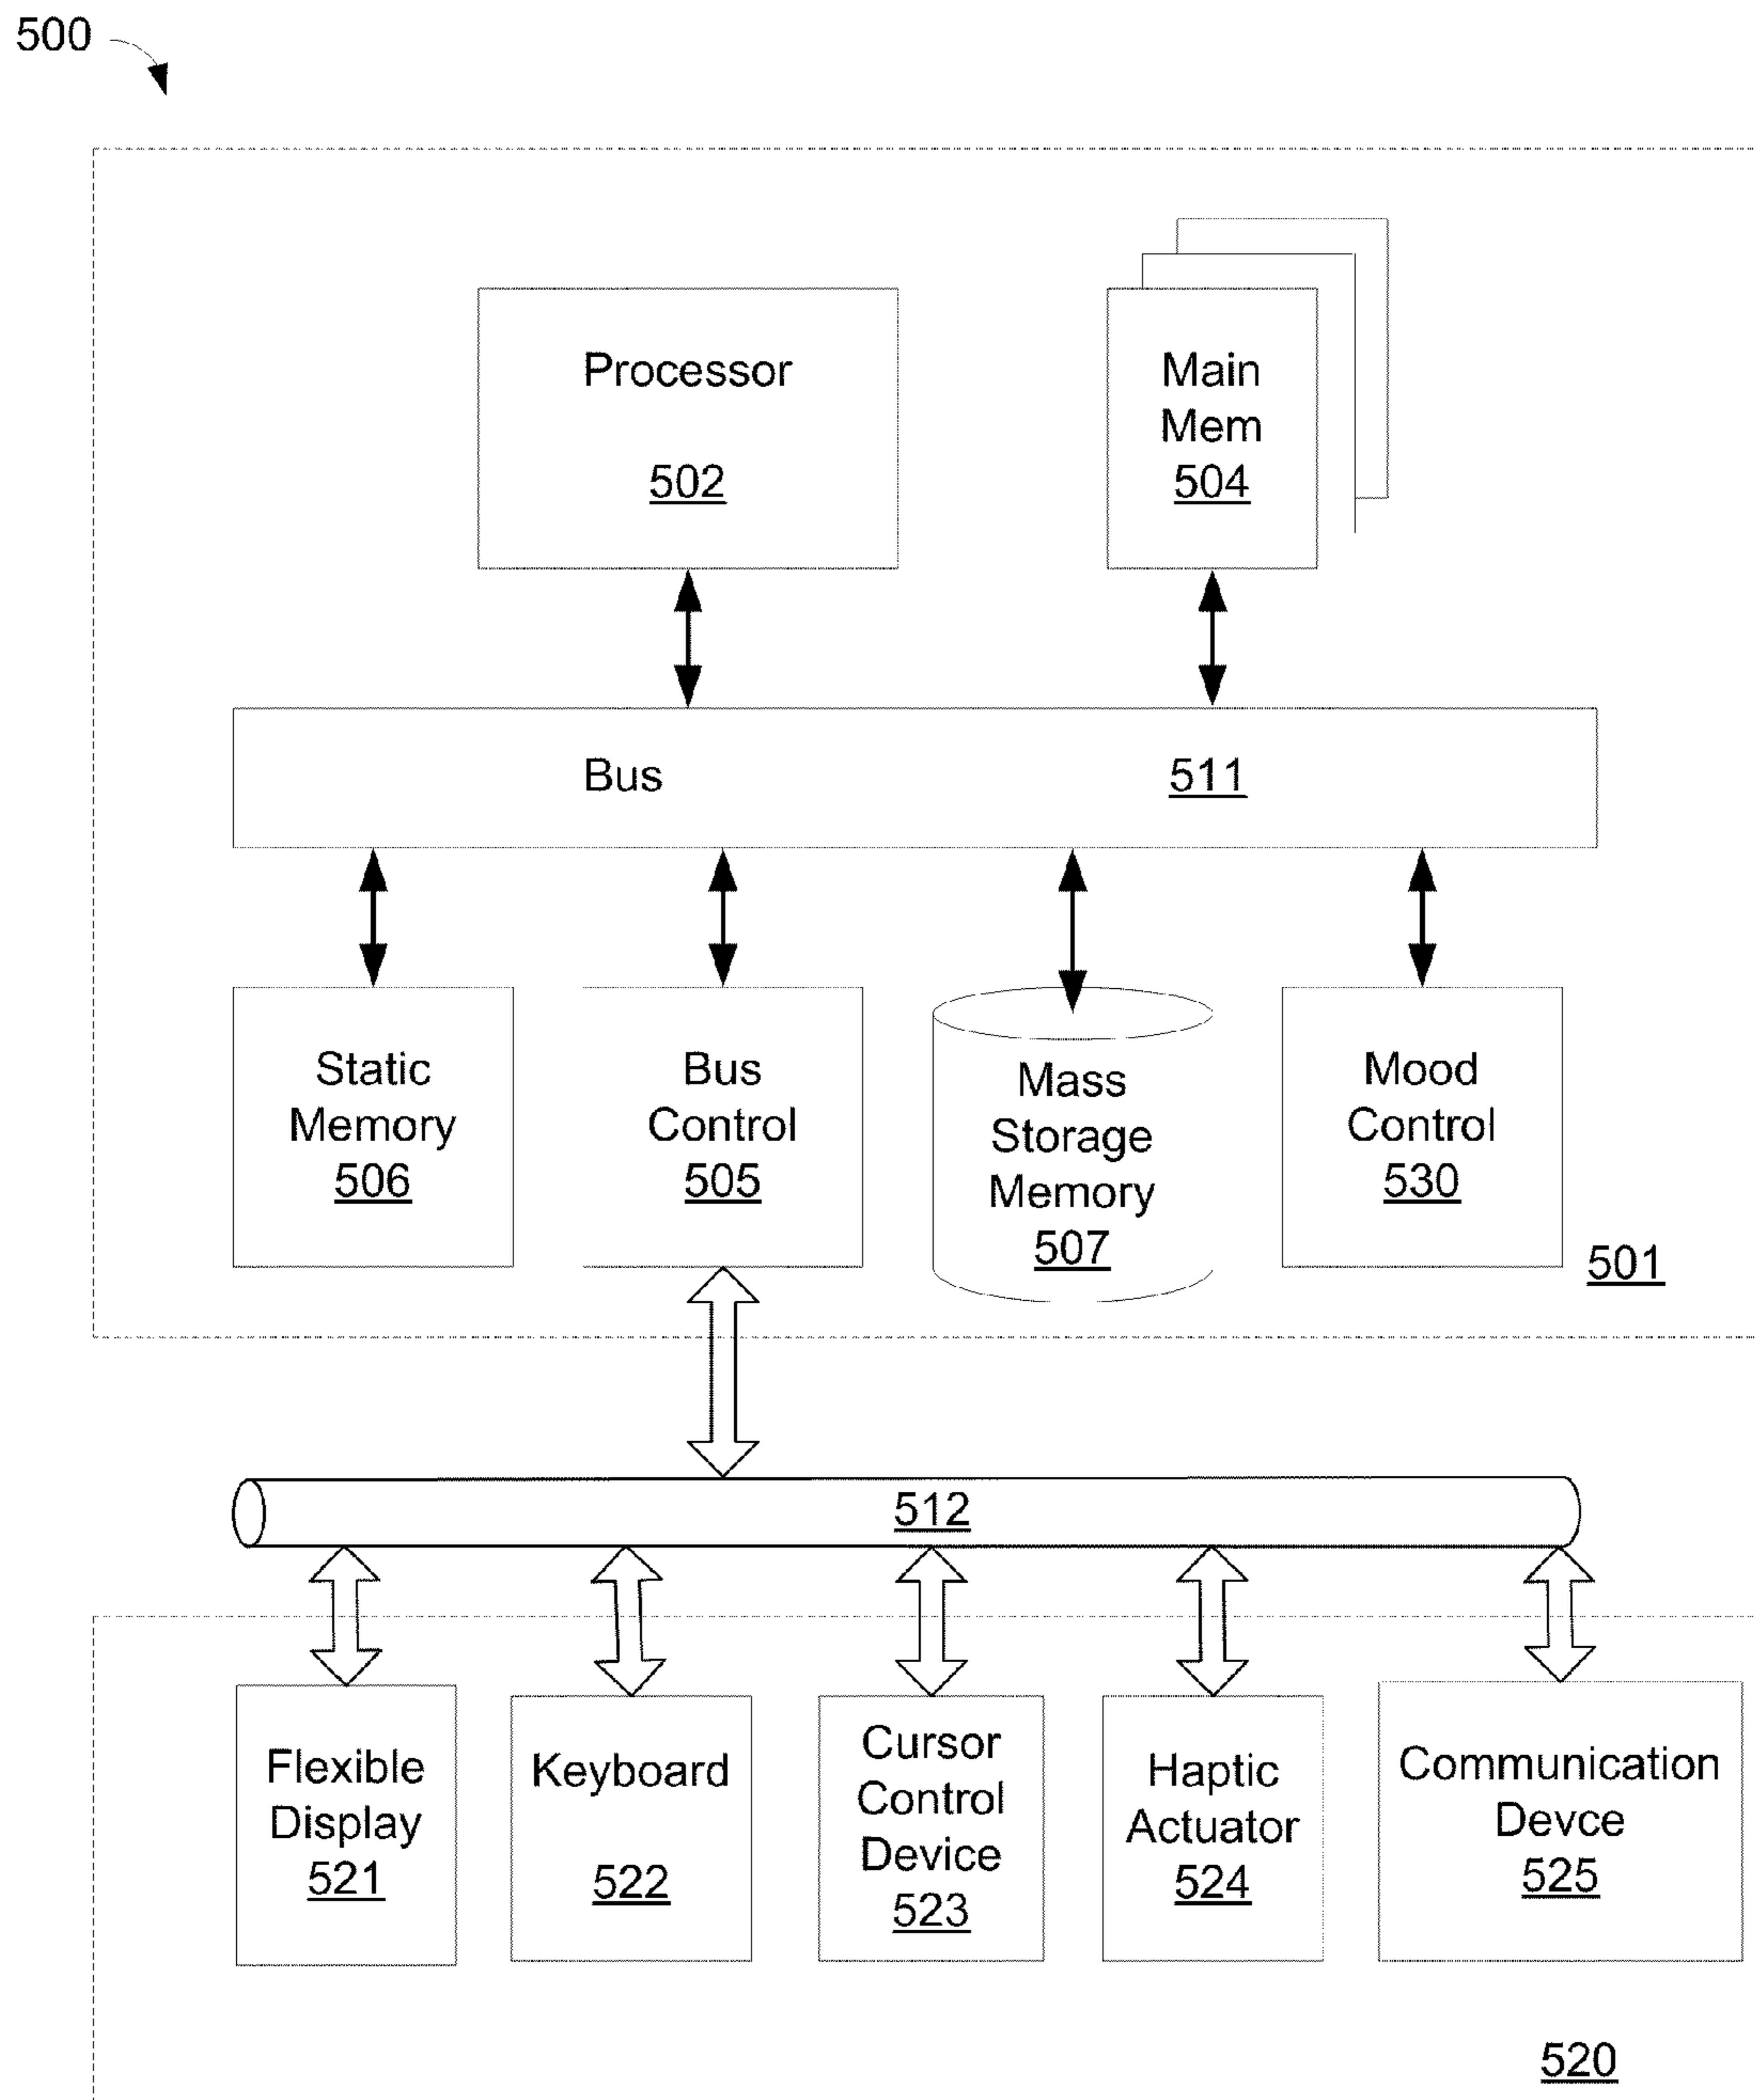 500
Processor
502
Main
Mem
504
Bus
511
Static
Memory
506
Bus
Control
505
Mass
Storage
Memory
507
Mood
Control
530
501
512
Flexible
Display
521
Keyboard
522
Cursor
Control
Device
523
Haptic
Actuator
524
Communication
Devce
525
520